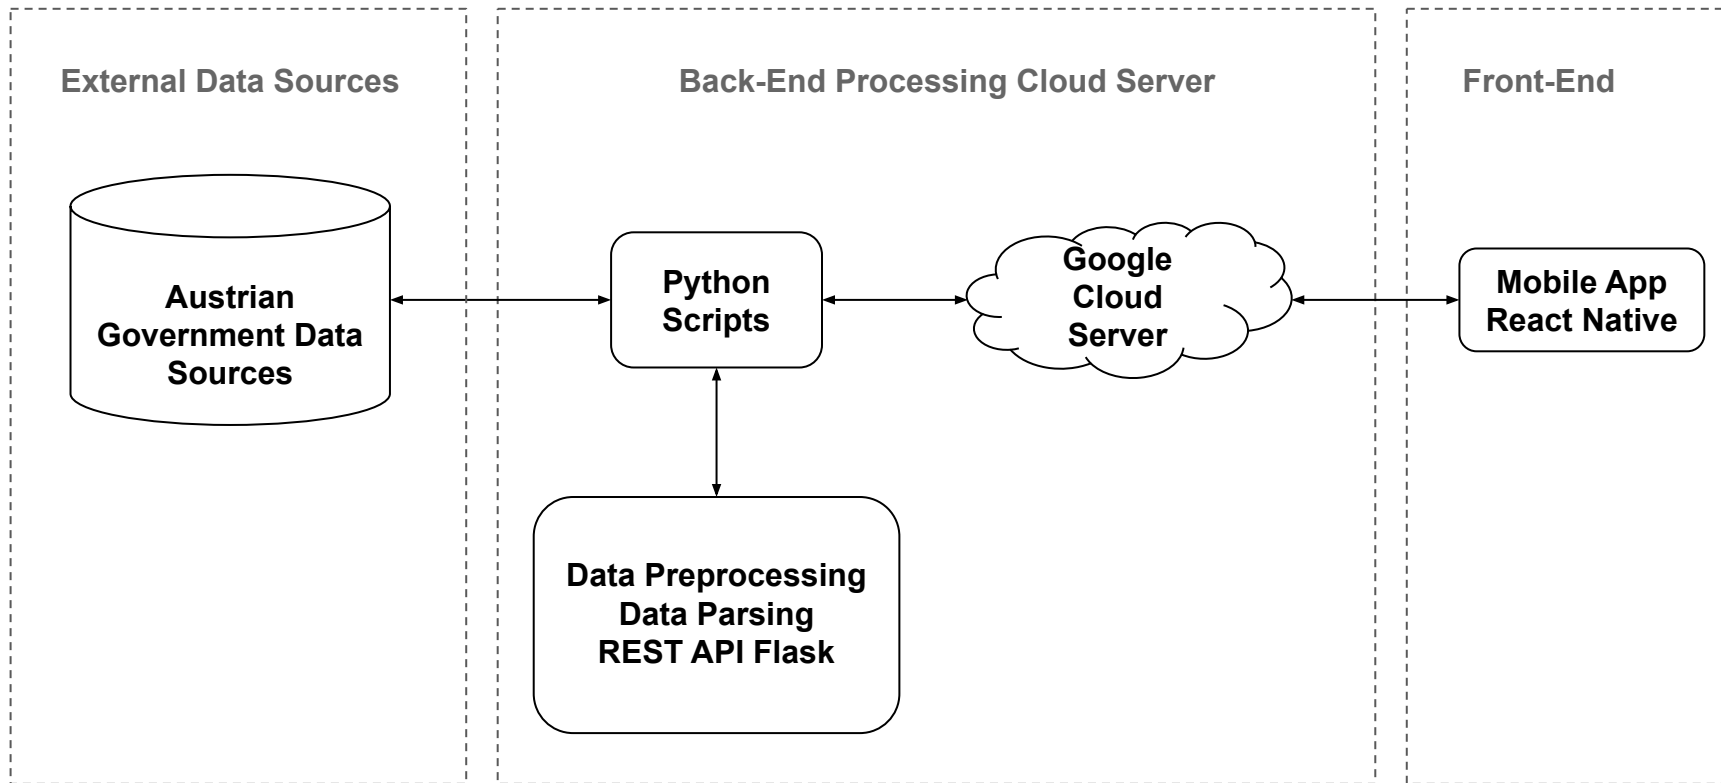 External Data Sources
Back-End Processing Cloud Server
Front-End
Austrian
Government Data
Sources
Python
Scripts
Google
Cloud
Server
Mobile App
React Native
Data Preprocessing
Data Parsing
REST API Flask